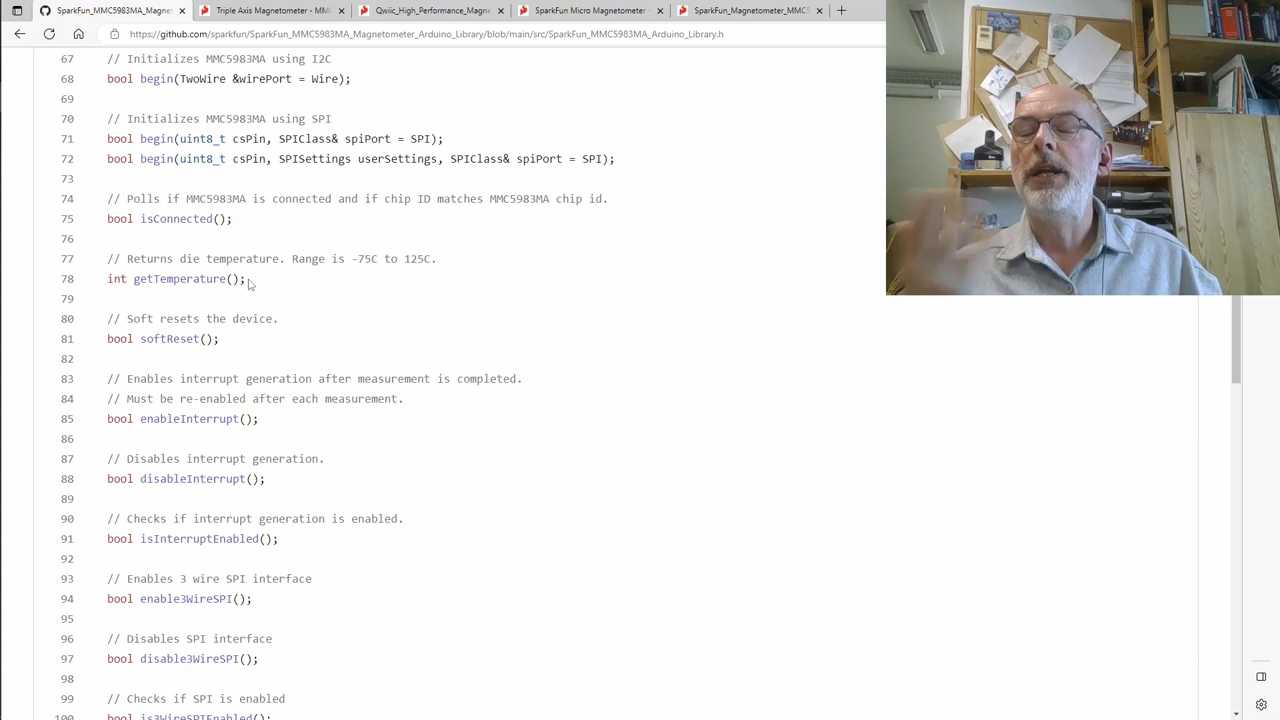 SparkFun_MMC5983MA_Magnetomet
Triple Axis Magnetometer - MMC
Qwiic_High_Performance_Magne
SparkFun Micro Magnetometer -
SparkFun_Magnetometer_MMC5
https://github.com/sparkfun/SparkFun_MMC5983MA_Magnetometer_Arduino_Library/blob/main/src/SparkFun_MMC5983MA_Arduino_Library.h
67 // Initializes MMC5983MA using I2C
68 bool begin(TwoWire &wirePort = Wire);
69
70 // Initializes MMC5983MA using SPI
71 bool begin(uint8_t csPin, SPIClass& spiPort = SPI);
72 bool begin(uint8_t csPin, SPISettings userSettings, SPIClass& spiPort = SPI);
73
74 // Polls if MMC5983MA is connected and if chip ID matches MMC5983MA chip id.
75 bool isConnected();
76
77 // Returns die temperature. Range is -75C to 125C.
78 int getTemperature();
79
80 // Soft resets the device.
81 bool softReset();
82
83 // Enables interrupt generation after measurement is completed.
84 // Must be re-enabled after each measurement.
85 bool enableInterrupt();
86
87 // Disables interrupt generation.
88 bool disableInterrupt();
89
90 // Checks if interrupt generation is enabled.
91 bool isInterruptEnabled();
92
93 // Enables 3 wire SPI interface
94 bool enable3WireSPI();
95
96 // Disables SPI interface
97 bool disable3WireSPI();
98
99 // Checks if SPI is enabled
100 bool is3WireSPIEnabled();